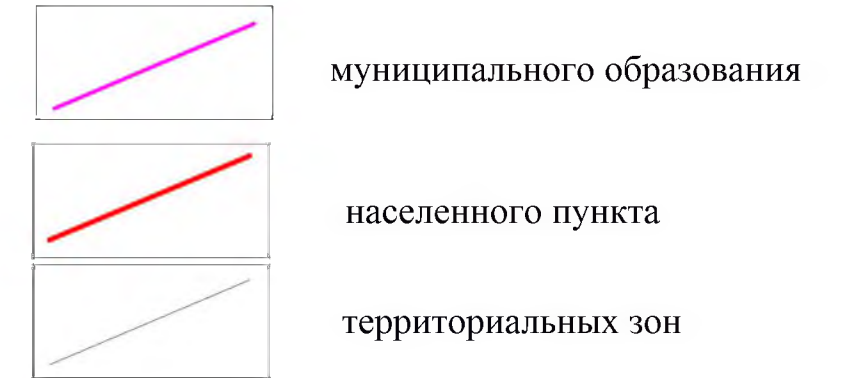 муниципального образования
населенного пункта
территориальных зон